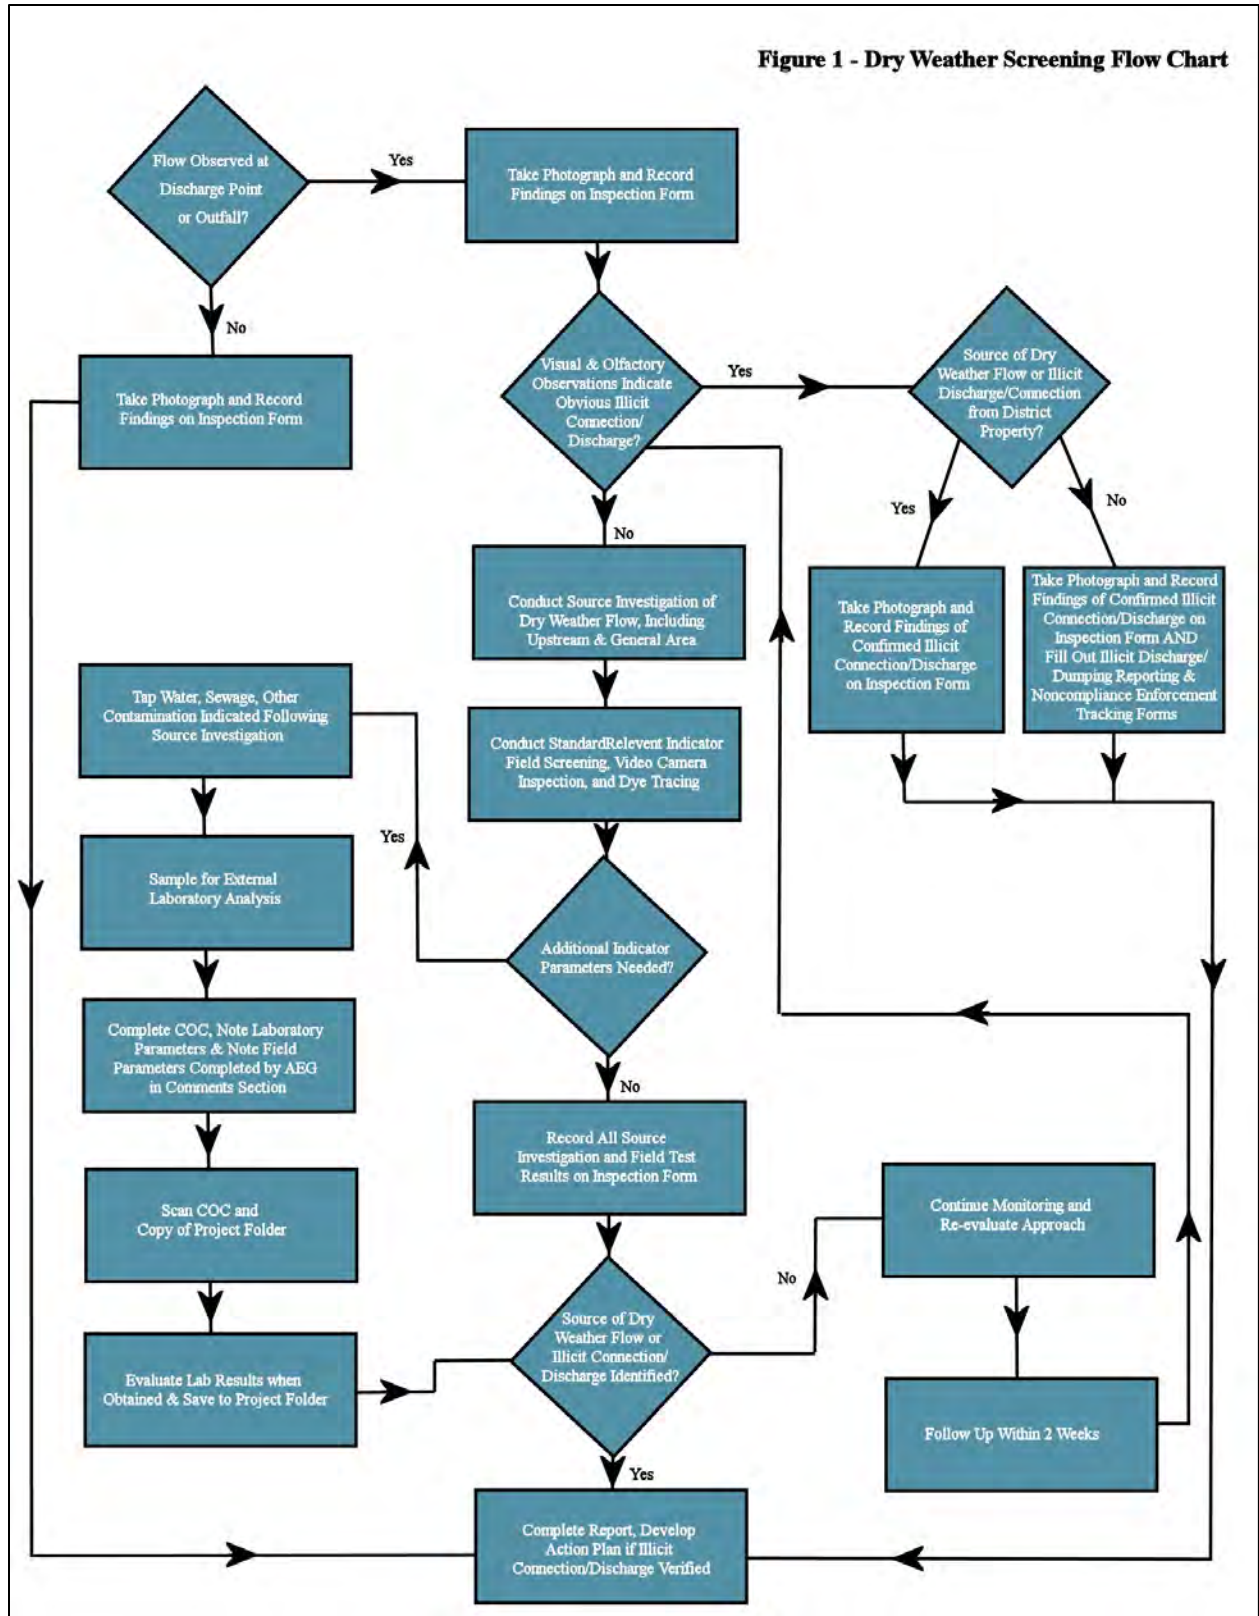 Figure 1 - Dry Weather Screening Flow Chart
Flow Observed at
Discharge Point
or Outfall?
Yes
Take Photograph and Record
Findings on Inspection Form
No
Take Photograph and Record
Findings on Inspection Form
Visual & Olfactory
Observations Indicate
Obvious Illicit
Connection/
Discharge?
Yes
Source of Dry
Weather Flow or Illicit
Discharge/Connection
from District
Property?
Yes
No
Take Photograph and
Record Findings of
Confirmed Illicit
Connection/Discharge
on Inspection Form
Take Photograph and Record
Findings of Confirmed Illicit
Connection/Discharge on
Inspection Form AND
Fill Out Illicit Discharge/
Dumping Reporting &
Noncompliance Enforcement
Tracking Forms
No
Conduct Source Investigation of
Dry Weather Flow, Including
Upstream & General Area
Conduct StandardRelevent Indicator
Field Screening, Video Camera
Inspection, and Dye Tracing
Additional Indicator
Parameters Needed?
Yes
Tap Water, Sewage, Other
Contamination Indicated Following
Source Investigation
Sample for External
Laboratory Analysis
Complete COC, Note Laboratory
Parameters & Note Field
Parameters Completed by AEG
in Comments Section
Scan COC and
Copy of Project Folder
Evaluate Lab Results when
Obtained & Save to Project Folder
No
Record All Source
Investigation and Field Test
Results on Inspection Form
Source of Dry
Weather Flow or
Illicit Connection/
Discharge Identified?
No
Continue Monitoring and
Re-evaluate Approach
Follow Up Within 2 Weeks
Yes
Complete Report, Develop
Action Plan if Illicit
Connection/Discharge Verified